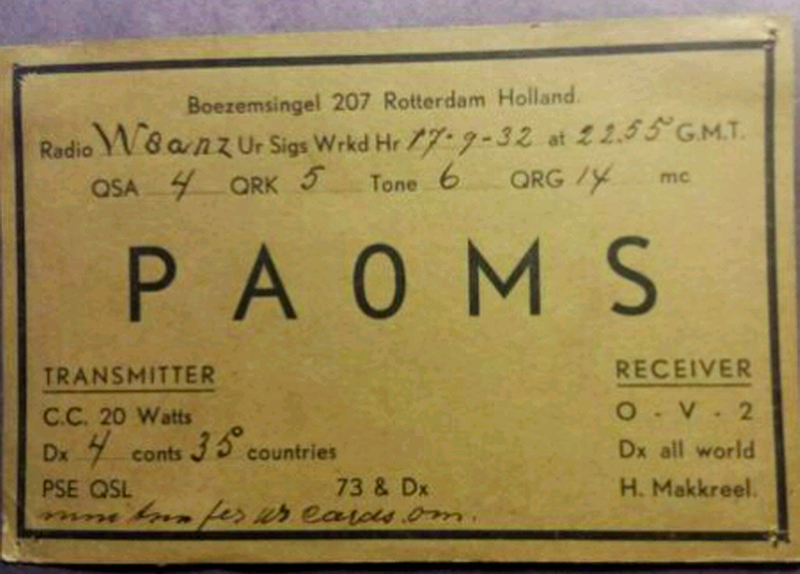 Boezemsingel 207 Rotterdam Holland.
Radio W8anz Ur Sigs Wrkd Hr 17-9-32 at 22.55 G.M.T.
QSA 4 QRK 5 Tone 6 QRG 14 mc
PA0MS
TRANSMITTER RECEIVER
C.C. 20 Watts O - V - 2
Dx 4 conts 35 countries Dx all world
PSE QSL 73 & Dx H. Makkreel.
fer ur cards om.